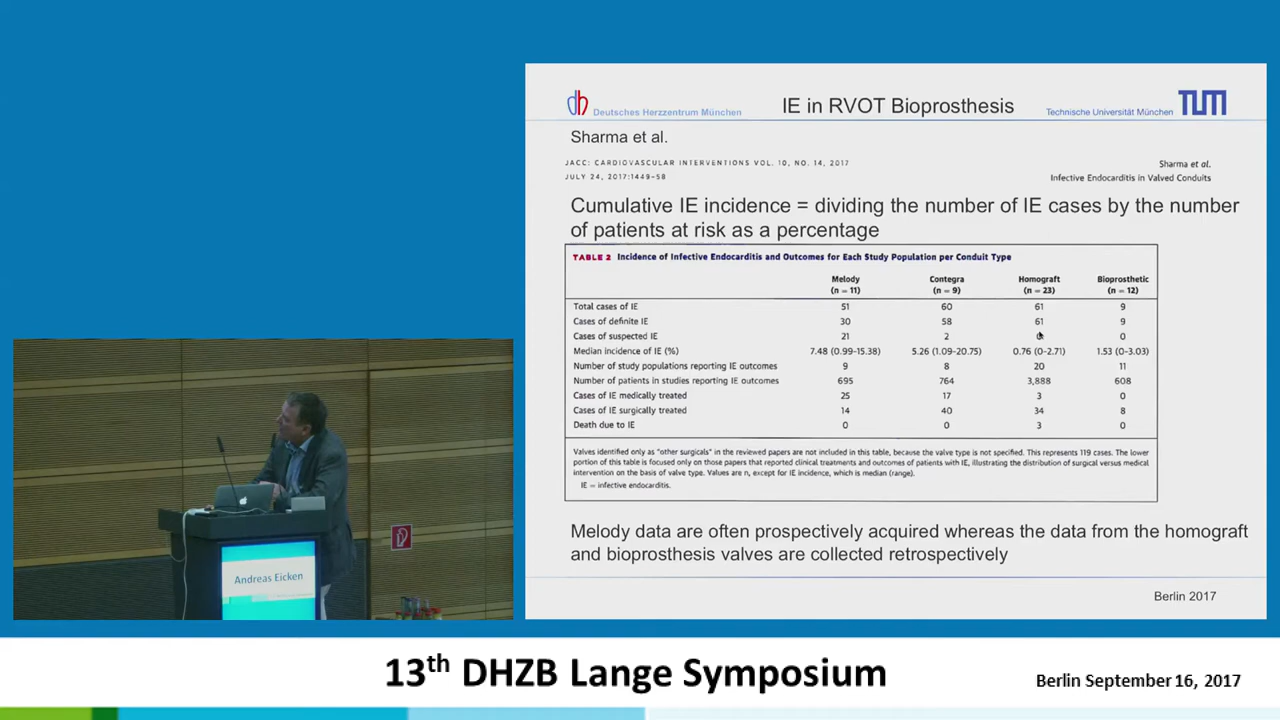 dh Deutsches Herzzentrum München
IE in RVOT Bioprosthesis
Technische Universität München TUM
Sharma et al.
JACC: CARDIOVASCULAR INTERVENTIONS VOL. 10, NO. 14, 2017
JULY 24, 2017:1449–58
Sharma et al.
Infective Endocarditis in Valved Conduits
Cumulative IE incidence = dividing the number of IE cases by the number
of patients at risk as a percentage
TABLE 2 Incidence of Infective Endocarditis and Outcomes for Each Study Population per Conduit Type
Melody (n = 11) Contegra (n = 9) Homograft (n = 23) Bioprosthetic (n = 12)
Total cases of IE 51 60 61 9
Cases of definite IE 30 58 61 9
Cases of suspected IE 21 2 0 0
Median incidence of IE (%) 7.48 (0.99-15.38) 5.26 (1.09-20.75) 0.76 (0-2.71) 1.53 (0-3.03)
Number of study populations reporting IE outcomes 9 8 20 11
Number of patients in studies reporting IE outcomes 695 764 3,888 608
Cases of IE medically treated 25 17 3 0
Cases of IE surgically treated 14 40 34 8
Death due to IE 0 0 3 0
Valves identified only as "other surgicals" in the reviewed papers are not included in this table, because the valve type is not specified. This represents 119 cases. The lower
portion of this table is focused only on those papers that reported clinical treatments and outcomes of patients with IE, illustrating the distribution of surgical versus medical
intervention on the basis of valve type. Values are n, except for IE incidence, which is median (range).
IE = infective endocarditis.
Melody data are often prospectively acquired whereas the data from the homograft
and bioprosthesis valves are collected retrospectively
Berlin 2017
Andreas Eicken
13th DHZB Lange Symposium
Berlin September 16, 2017